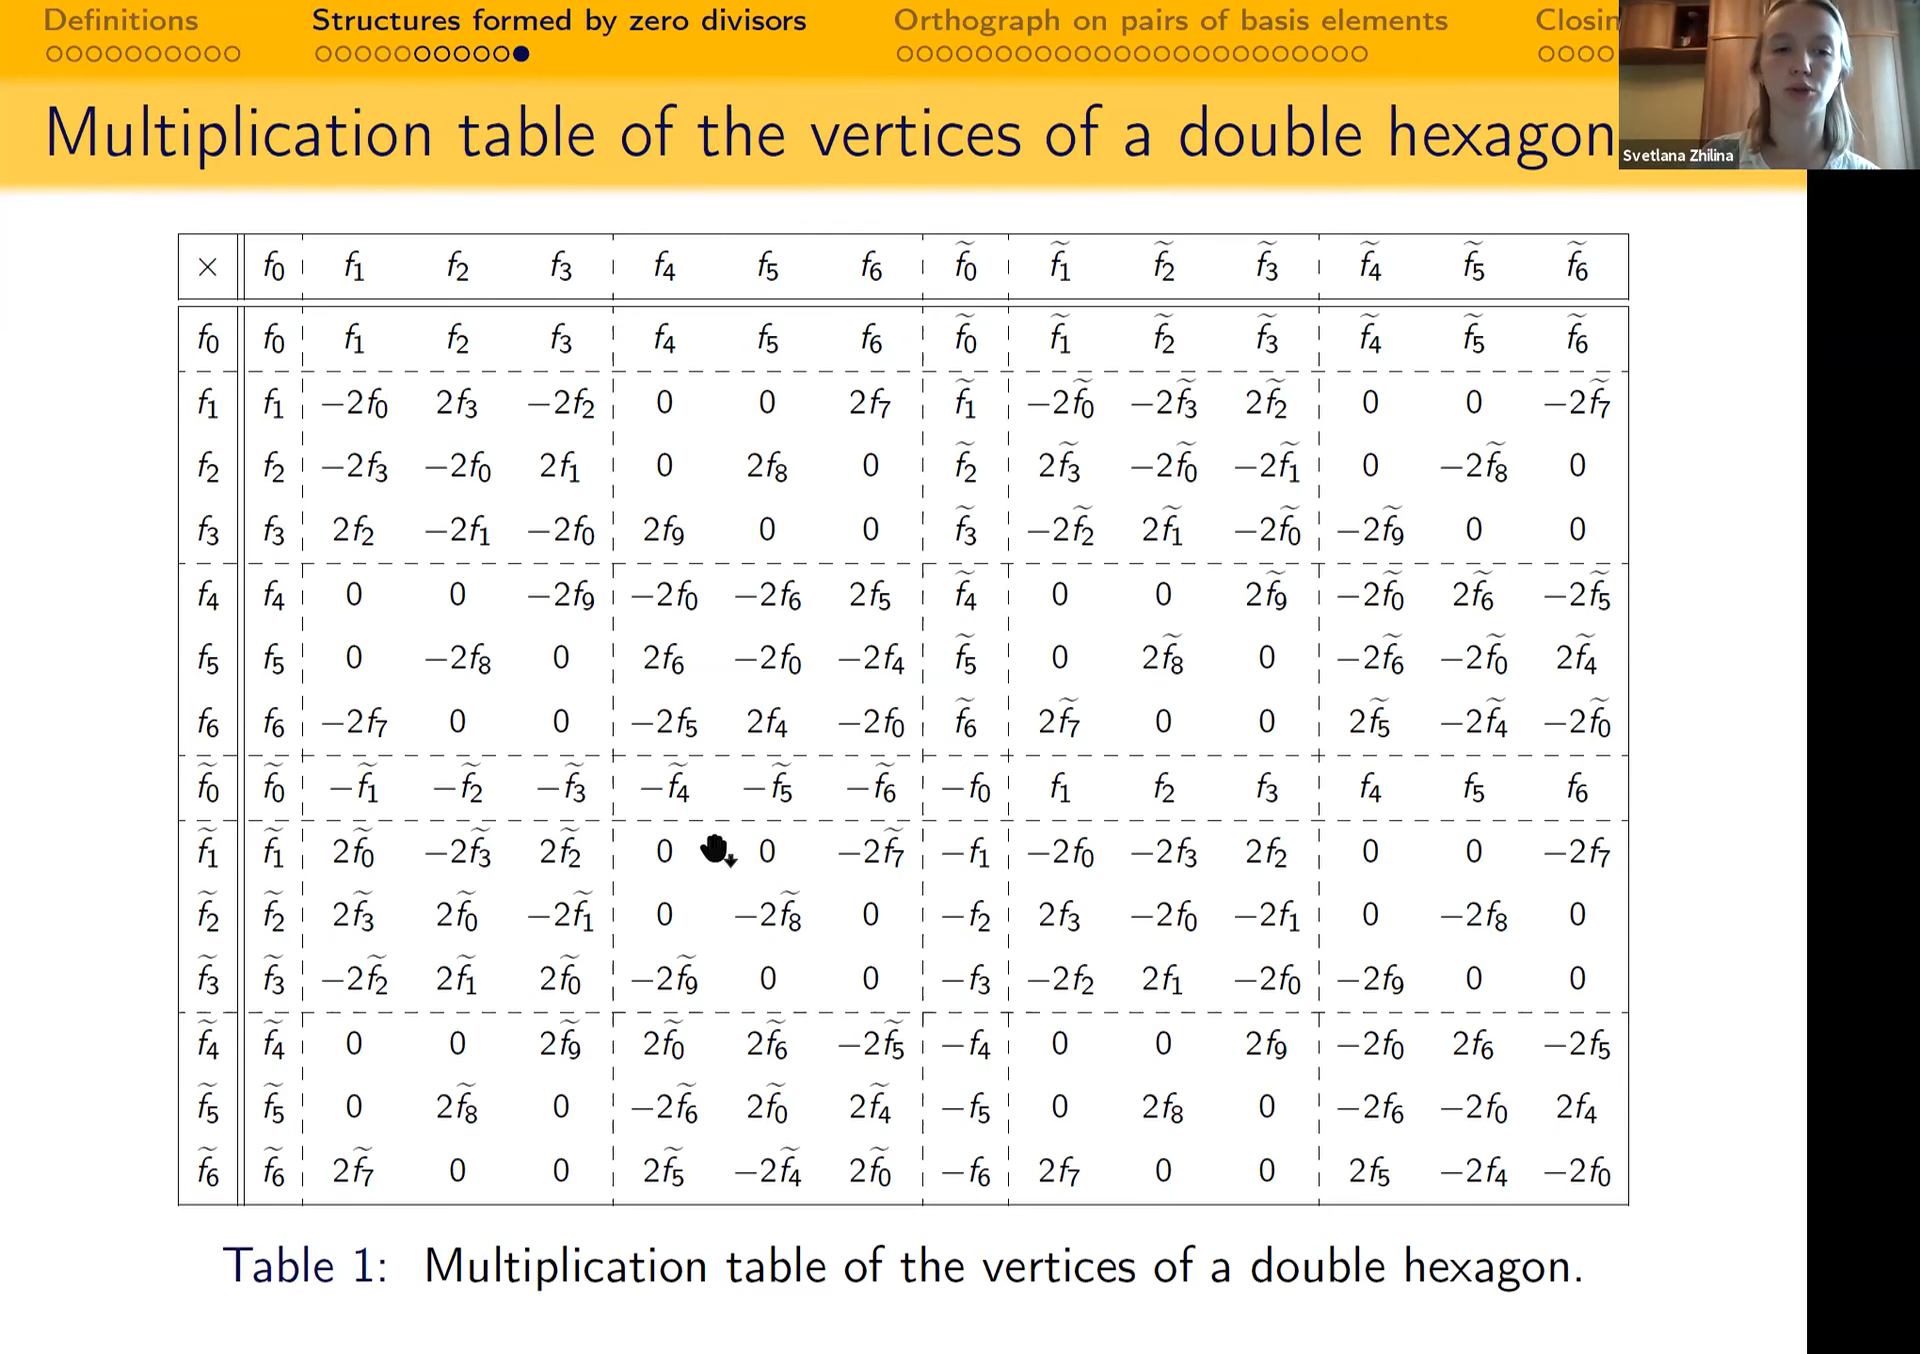 Definitions Structures formed by zero divisors Orthograph on pairs of basis elements Closin
Multiplication table of the vertices of a double hexagon
Svetlana Zhilina
× f₀ f₁ f₂ f₃ f₄ f₅ f₆ f̃₀ f̃₁ f̃₂ f̃₃ f̃₄ f̃₅ f̃₆
f₀ f₀ f₁ f₂ f₃ f₄ f₅ f₆ f̃₀ f̃₁ f̃₂ f̃₃ f̃₄ f̃₅ f̃₆
f₁ f₁ −2f₀ 2f₃ −2f₂ 0 0 2f₇ f̃₁ −2f̃₀ −2f̃₃ 2f̃₂ 0 0 −2f̃₇
f₂ f₂ −2f₃ −2f₀ 2f₁ 0 2f₈ 0 f̃₂ 2f̃₃ −2f̃₀ −2f̃₁ 0 −2f̃₈ 0
f₃ f₃ 2f₂ −2f₁ −2f₀ 2f₉ 0 0 f̃₃ −2f̃₂ 2f̃₁ −2f̃₀ −2f̃₉ 0 0
f₄ f₄ 0 0 −2f₉ −2f₀ −2f₆ 2f₅ f̃₄ 0 0 2f̃₉ −2f̃₀ 2f̃₆ −2f̃₅
f₅ f₅ 0 −2f₈ 0 2f₆ −2f₀ −2f₄ f̃₅ 0 2f̃₈ 0 −2f̃₆ −2f̃₀ 2f̃₄
f₆ f₆ −2f₇ 0 0 −2f₅ 2f₄ −2f₀ f̃₆ 2f̃₇ 0 0 2f̃₅ −2f̃₄ −2f̃₀
f̃₀ f̃₀ −f̃₁ −f̃₂ −f̃₃ −f̃₄ −f̃₅ −f̃₆ −f₀ f₁ f₂ f₃ f₄ f₅ f₆
f̃₁ f̃₁ 2f̃₀ −2f̃₃ 2f̃₂ 0 0 −2f̃₇ −f₁ −2f₀ −2f₃ 2f₂ 0 0 −2f₇
f̃₂ f̃₂ 2f̃₃ 2f̃₀ −2f̃₁ 0 −2f̃₈ 0 −f₂ 2f₃ −2f₀ −2f₁ 0 −2f₈ 0
f̃₃ f̃₃ −2f̃₂ 2f̃₁ 2f̃₀ −2f̃₉ 0 0 −f₃ −2f₂ 2f₁ −2f₀ −2f₉ 0 0
f̃₄ f̃₄ 0 0 2f̃₉ 2f̃₀ 2f̃₆ −2f̃₅ −f₄ 0 0 2f₉ −2f₀ 2f₆ −2f₅
f̃₅ f̃₅ 0 2f̃₈ 0 −2f̃₆ 2f̃₀ 2f̃₄ −f₅ 0 2f₈ 0 −2f₆ −2f₀ 2f₄
f̃₆ f̃₆ 2f̃₇ 0 0 2f̃₅ −2f̃₄ 2f̃₀ −f₆ 2f₇ 0 0 2f₅ −2f₄ −2f₀
Table 1: Multiplication table of the vertices of a double hexagon.